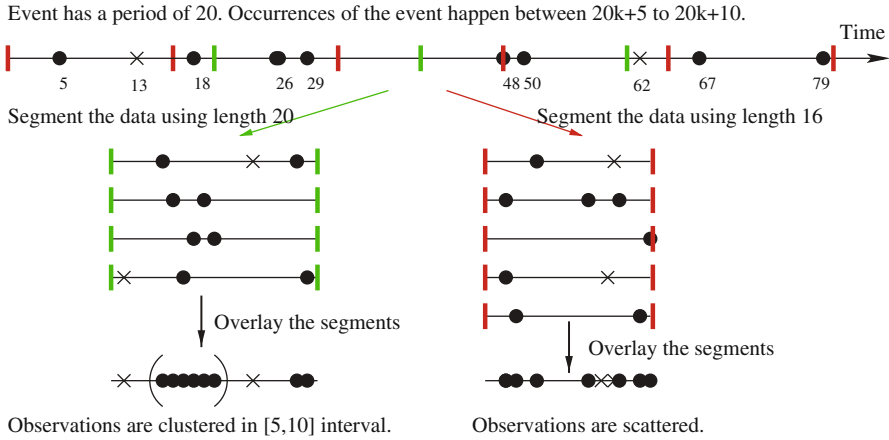 Event has a period of 20. Occurrences of the event happen between 20k+5 to 20k+10.
Time
5 13 18 26 29 48 50 62 67 79
Segment the data using length 20
Segment the data using length 16
Overlay the segments
Overlay the segments
Observations are clustered in [5,10] interval.
Observations are scattered.